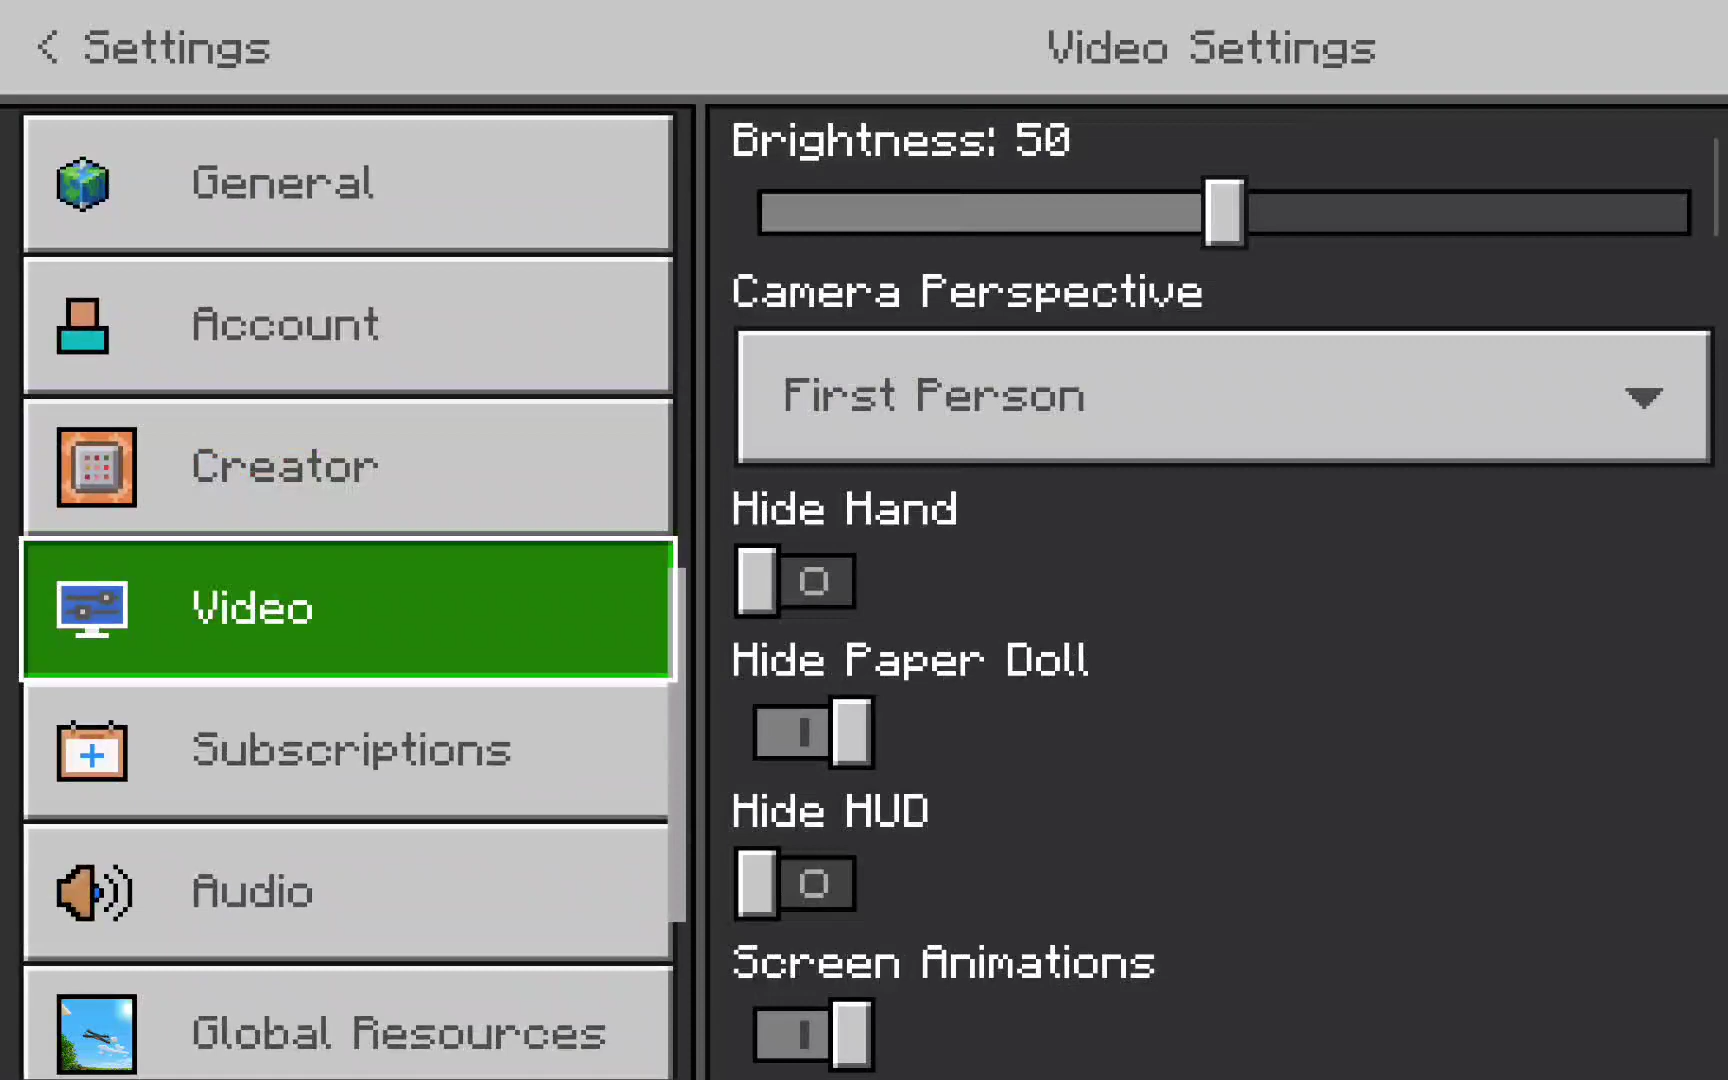 < Settings
Video Settings
General
Account
Creator
Video
Subscriptions
Audio
Global Resources
Brightness: 50
Camera Perspective
First Person
Hide Hand
Hide Paper Doll
Hide HUD
Screen Animations